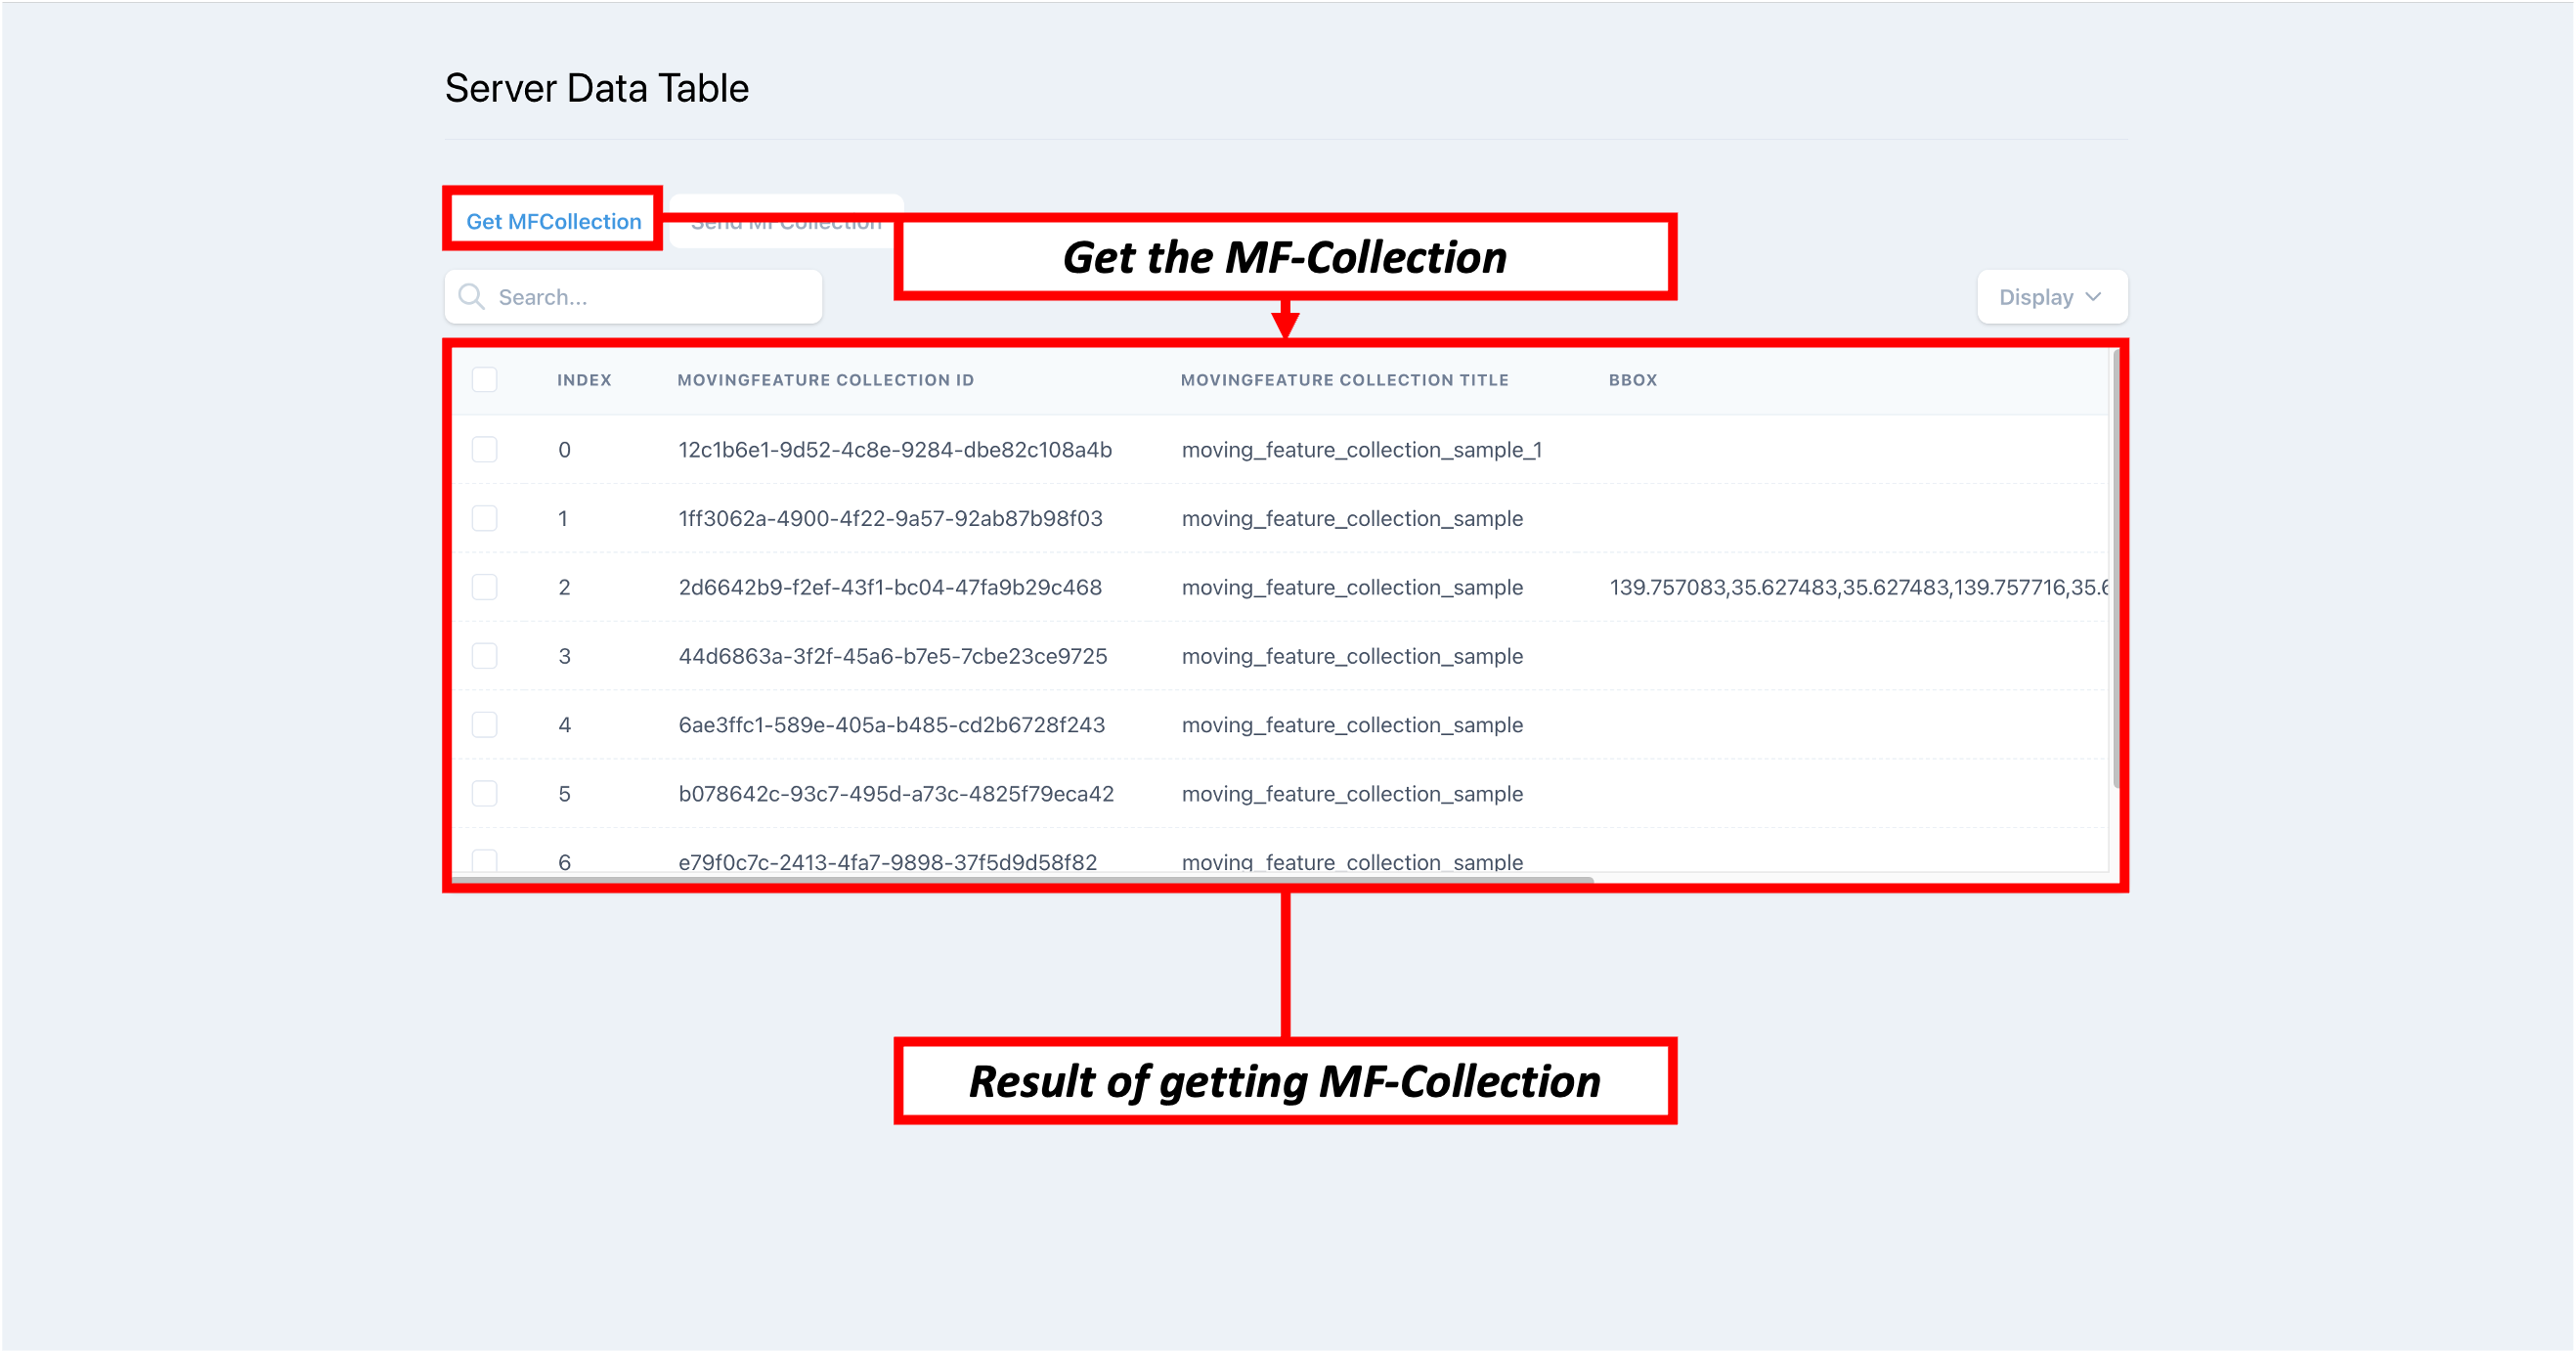 Server Data Table
Get MFCollection
Send MFCollection
Get the MF-Collection
Search...
Display
INDEX MOVINGFEATURE COLLECTION ID MOVINGFEATURE COLLECTION TITLE BBOX
0 12c1b6e1-9d52-4c8e-9284-dbe82c108a4b moving_feature_collection_sample_1
1 1ff3062a-4900-4f22-9a57-92ab87b98f03 moving_feature_collection_sample
2 2d6642b9-f2ef-43f1-bc04-47fa9b29c468 moving_feature_collection_sample 139.757083,35.627483,35.627483,139.757716,35.6
3 44d6863a-3f2f-45a6-b7e5-7cbe23ce9725 moving_feature_collection_sample
4 6ae3ffc1-589e-405a-b485-cd2b6728f243 moving_feature_collection_sample
5 b078642c-93c7-495d-a73c-4825f79eca42 moving_feature_collection_sample
6 e79f0c7c-2413-4fa7-9898-37f5d9d58f82 moving_feature_collection_sample
Result of getting MF-Collection